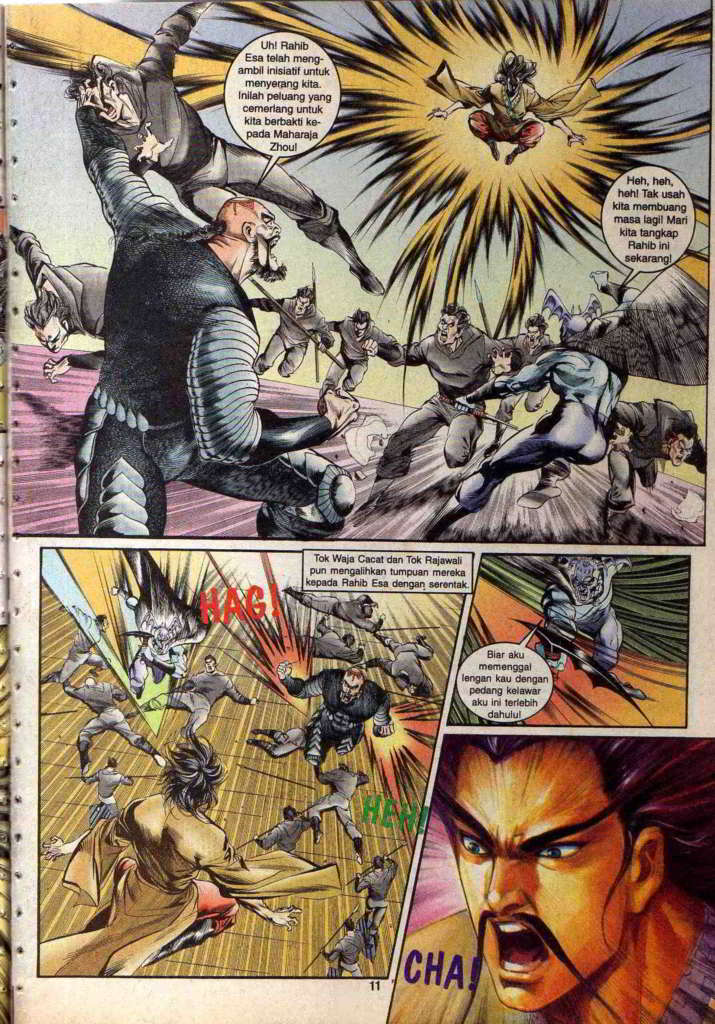 Uh! Rahib
Esa telah meng-
ambil inisiatif untuk
menyerang kita.
Inilah peluang yang
cemerlang untuk
kita berbakti ke-
pada Maharaja
Zhou!
Heh, heh,
heh! Tak usah
kita membuang
masa lagi! Mari
kita tangkap
Rahib ini
sekarang!
Tok Waja Cacat dan Tok Rajawali
pun mengalihkan tumpuan mereka
kepada Rahib Esa dengan serentak.
HAG!
HEH!
Biar aku
memenggal
lengan kau dengan
pedang kelawar
aku ini terlebih
dahulu!
CHA!
11